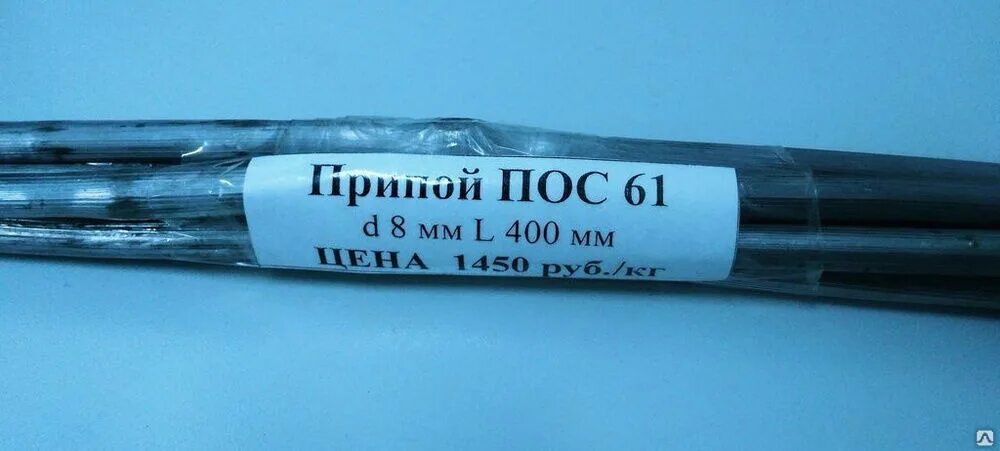 Припой ПОС 61
d 8 мм L 400 мм
ЦЕНА 1450 руб./кг